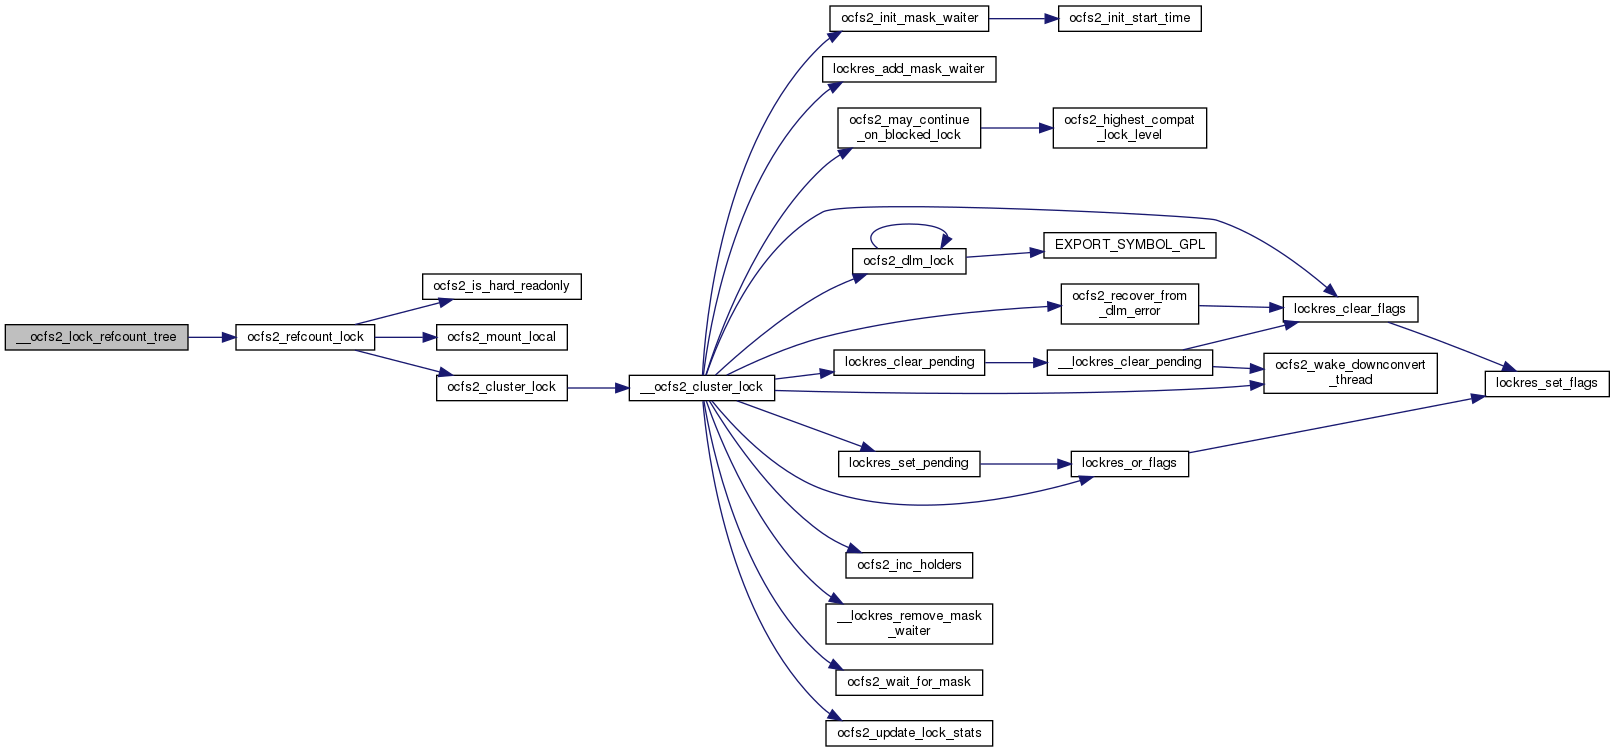 ocfs2_init_mask_waiter
ocfs2_init_start_time
lockres_add_mask_waiter
ocfs2_may_continue
_on_blocked_lock
ocfs2_highest_compat
_lock_level
ocfs2_dlm_lock
EXPORT_SYMBOL_GPL
ocfs2_is_hard_readonly
ocfs2_recover_from
_dlm_error
lockres_clear_flags
__ocfs2_lock_refcount_tree
ocfs2_refcount_lock
ocfs2_mount_local
lockres_clear_pending
__lockres_clear_pending
ocfs2_wake_downconvert
_thread
ocfs2_cluster_lock
__ocfs2_cluster_lock
lockres_set_flags
lockres_set_pending
lockres_or_flags
ocfs2_inc_holders
__lockres_remove_mask
_waiter
ocfs2_wait_for_mask
ocfs2_update_lock_stats